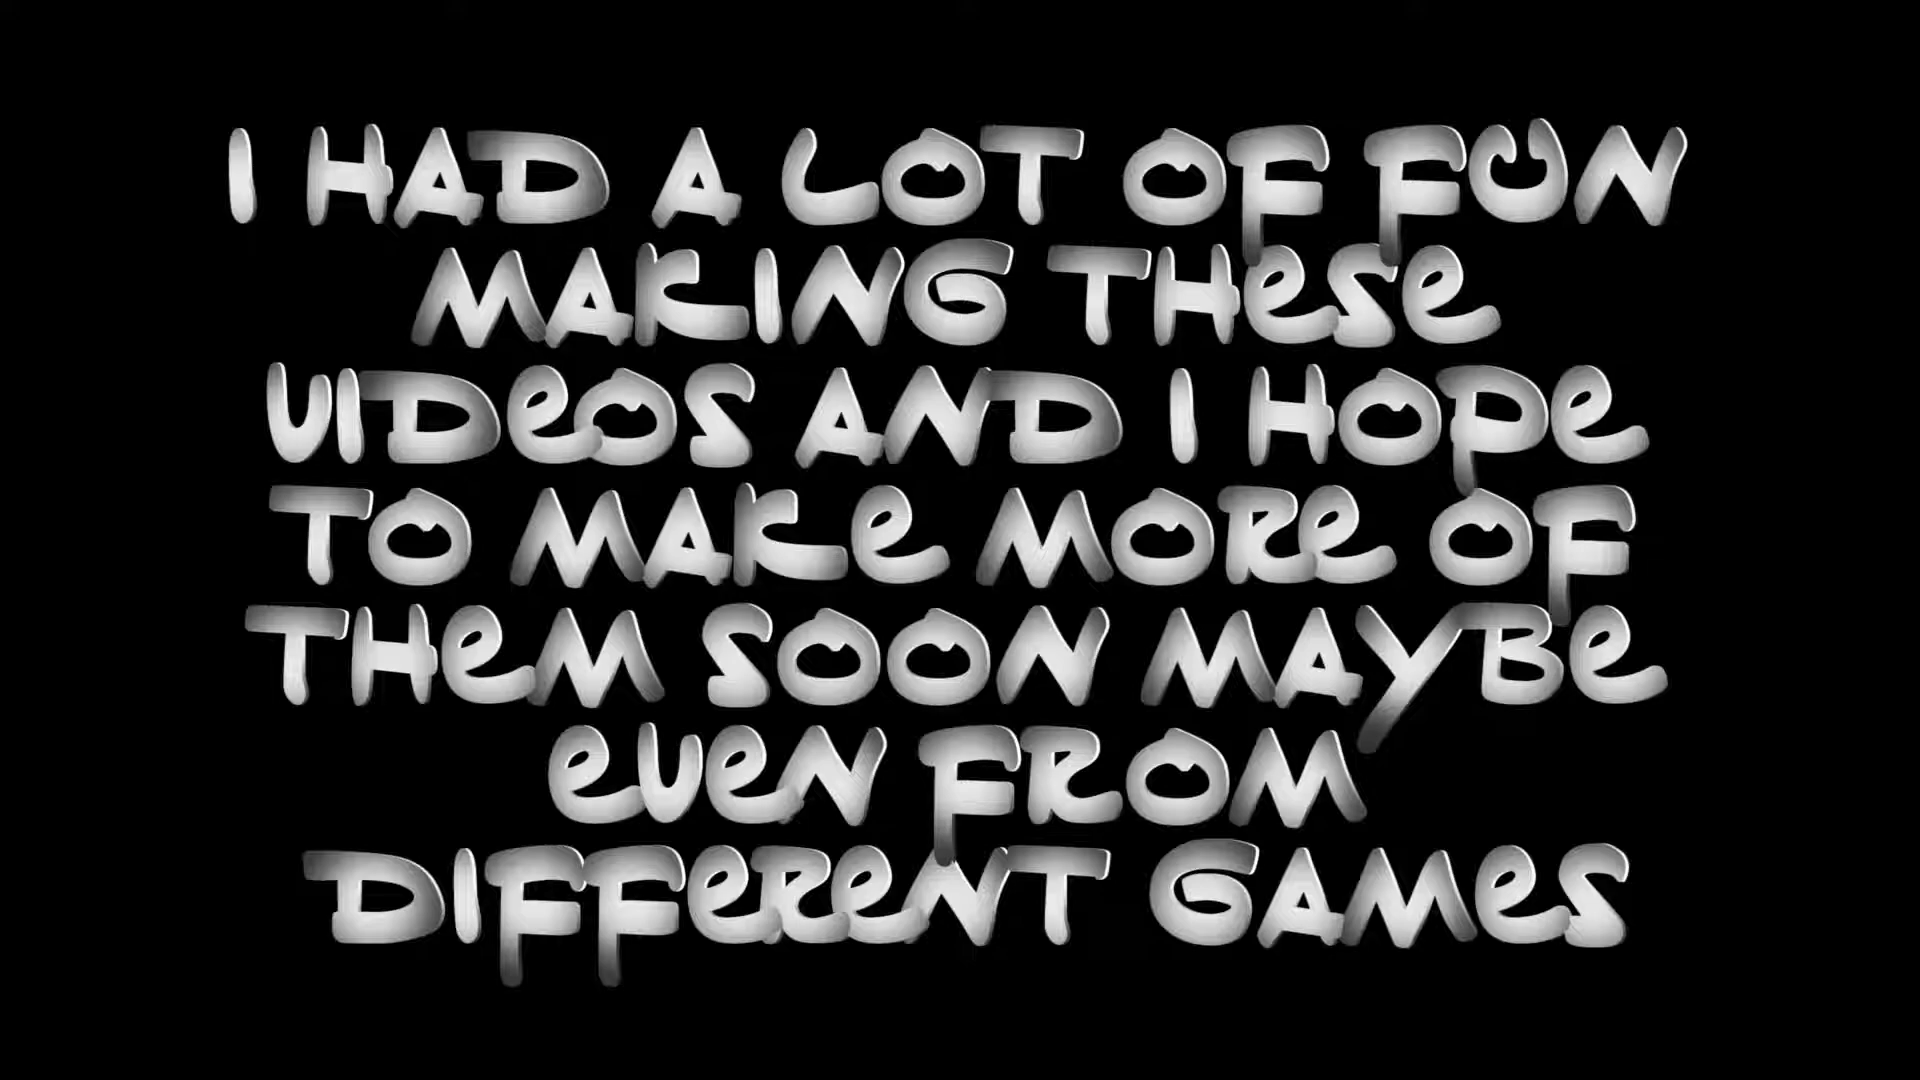 I HAD A LOT OF FUN
MAKING THeSe
VIDeOS AND I HOPe
TO MAKe MORe OF
THeM SOON MAYBe
eVeN FROM
DIFFeReNT GAMeS